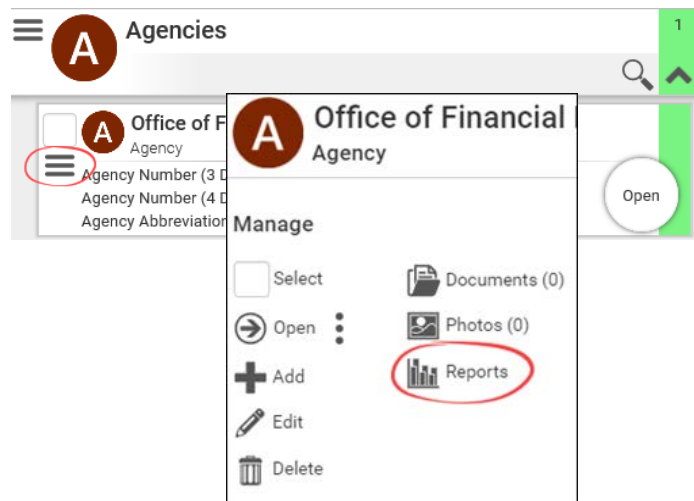 A Agencies
1
A Office of F
Agency
Agency Number (3 D
Agency Number (4 D
Agency Abbreviation
Open
A Office of Financial
Agency
Manage
Select
Documents (0)
Open
Photos (0)
Add
Reports
Edit
Delete